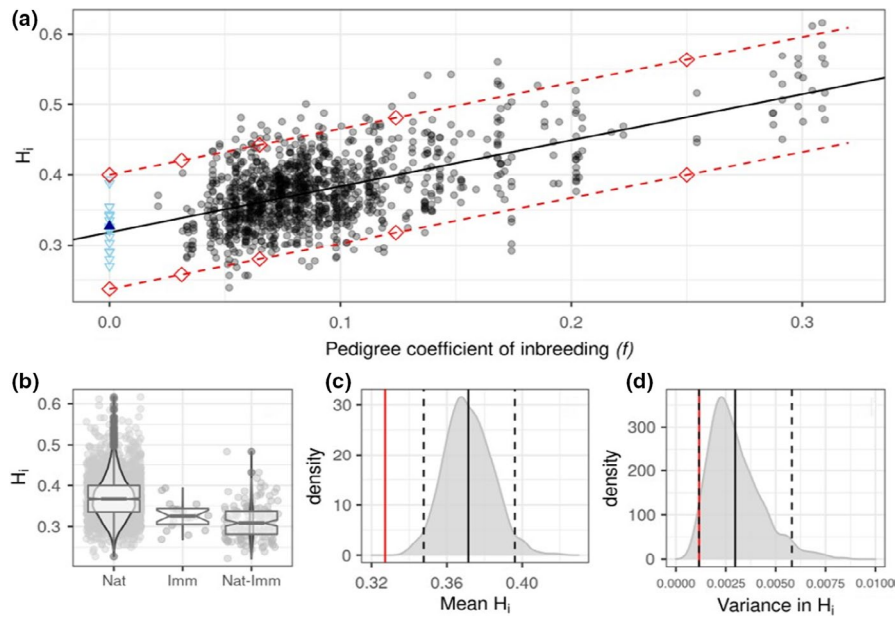 (a)
0.6
0.5
0.4
0.3
Hi
0.0 0.1 0.2 0.3
Pedigree coefficient of inbreeding (f)
(b)
0.6
0.5
0.4
0.3
Hi
Nat Imm Nat-Imm
(c)
30
20
10
0
density
0.32 0.36 0.40
Mean Hi
(d)
300
200
100
0
density
0.0000 0.0025 0.0050 0.0075 0.0100
Variance in Hi